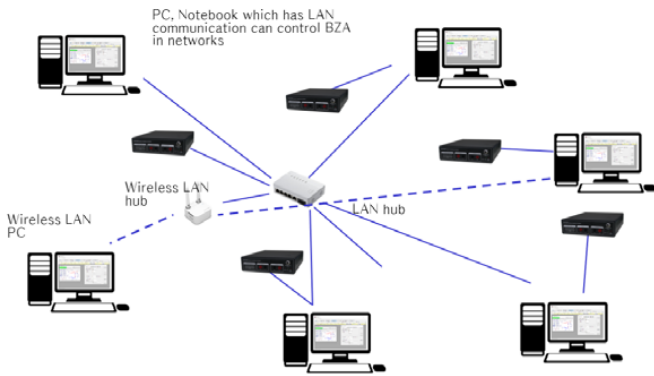 PC, Notebook which has LAN
communication can control BZA
in networks
Wireless LAN
hub
LAN hub
Wireless LAN
PC